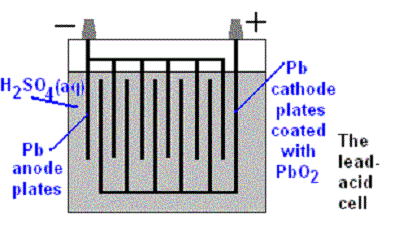 − +
H₂SO₄(aq)
Pb
anode
plates
Pb
cathode
plates
coated
with
PbO₂
The
lead-
acid
cell